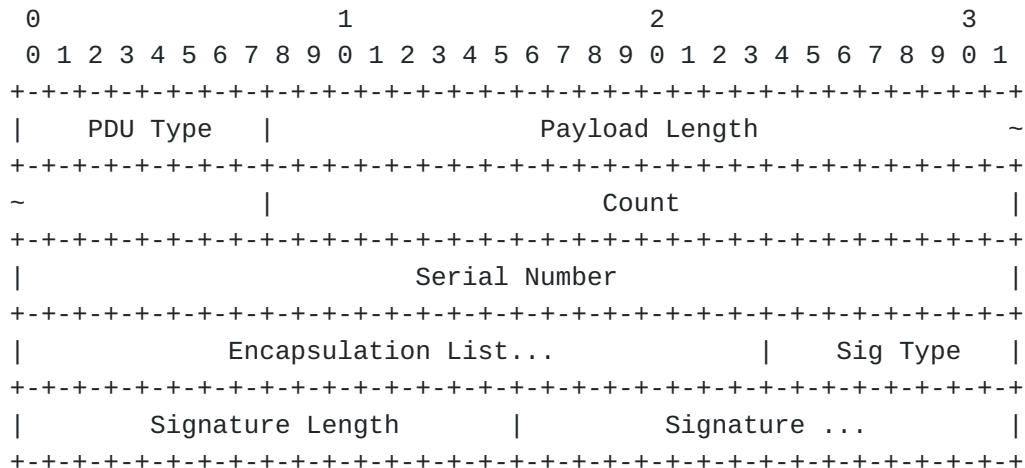 0                   1                   2                   3
 0 1 2 3 4 5 6 7 8 9 0 1 2 3 4 5 6 7 8 9 0 1 2 3 4 5 6 7 8 9 0 1
+-+-+-+-+-+-+-+-+-+-+-+-+-+-+-+-+-+-+-+-+-+-+-+-+-+-+-+-+-+-+-+-+
|    PDU Type   |                 Payload Length                ~
+-+-+-+-+-+-+-+-+-+-+-+-+-+-+-+-+-+-+-+-+-+-+-+-+-+-+-+-+-+-+-+-+
~               |                     Count                     |
+-+-+-+-+-+-+-+-+-+-+-+-+-+-+-+-+-+-+-+-+-+-+-+-+-+-+-+-+-+-+-+-+
|                         Serial Number                         |
+-+-+-+-+-+-+-+-+-+-+-+-+-+-+-+-+-+-+-+-+-+-+-+-+-+-+-+-+-+-+-+-+
|             Encapsulation List...             |    Sig Type   |
+-+-+-+-+-+-+-+-+-+-+-+-+-+-+-+-+-+-+-+-+-+-+-+-+-+-+-+-+-+-+-+-+
|        Signature Length       |         Signature ...         |
+-+-+-+-+-+-+-+-+-+-+-+-+-+-+-+-+-+-+-+-+-+-+-+-+-+-+-+-+-+-+-+-+